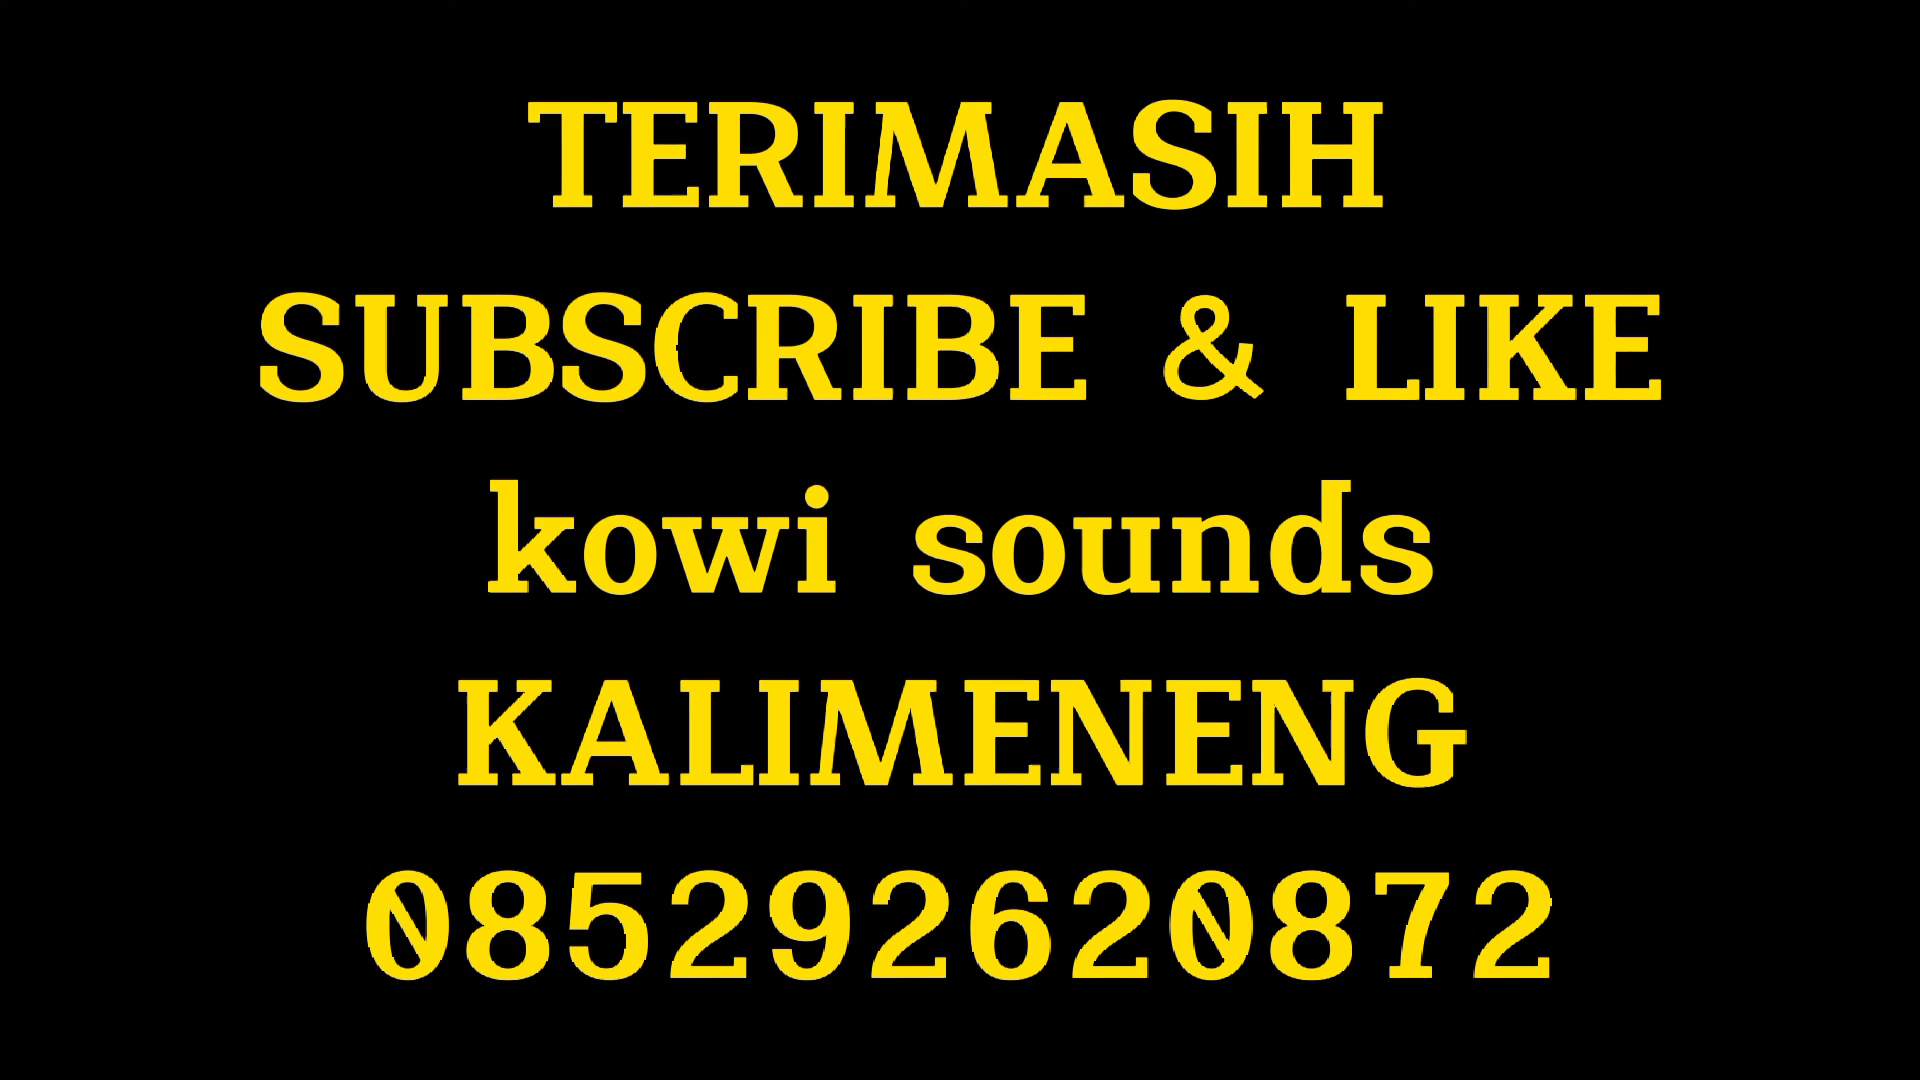 TERIMASIH
SUBSCRIBE & LIKE
kowi sounds
KALIMENENG
085292620872